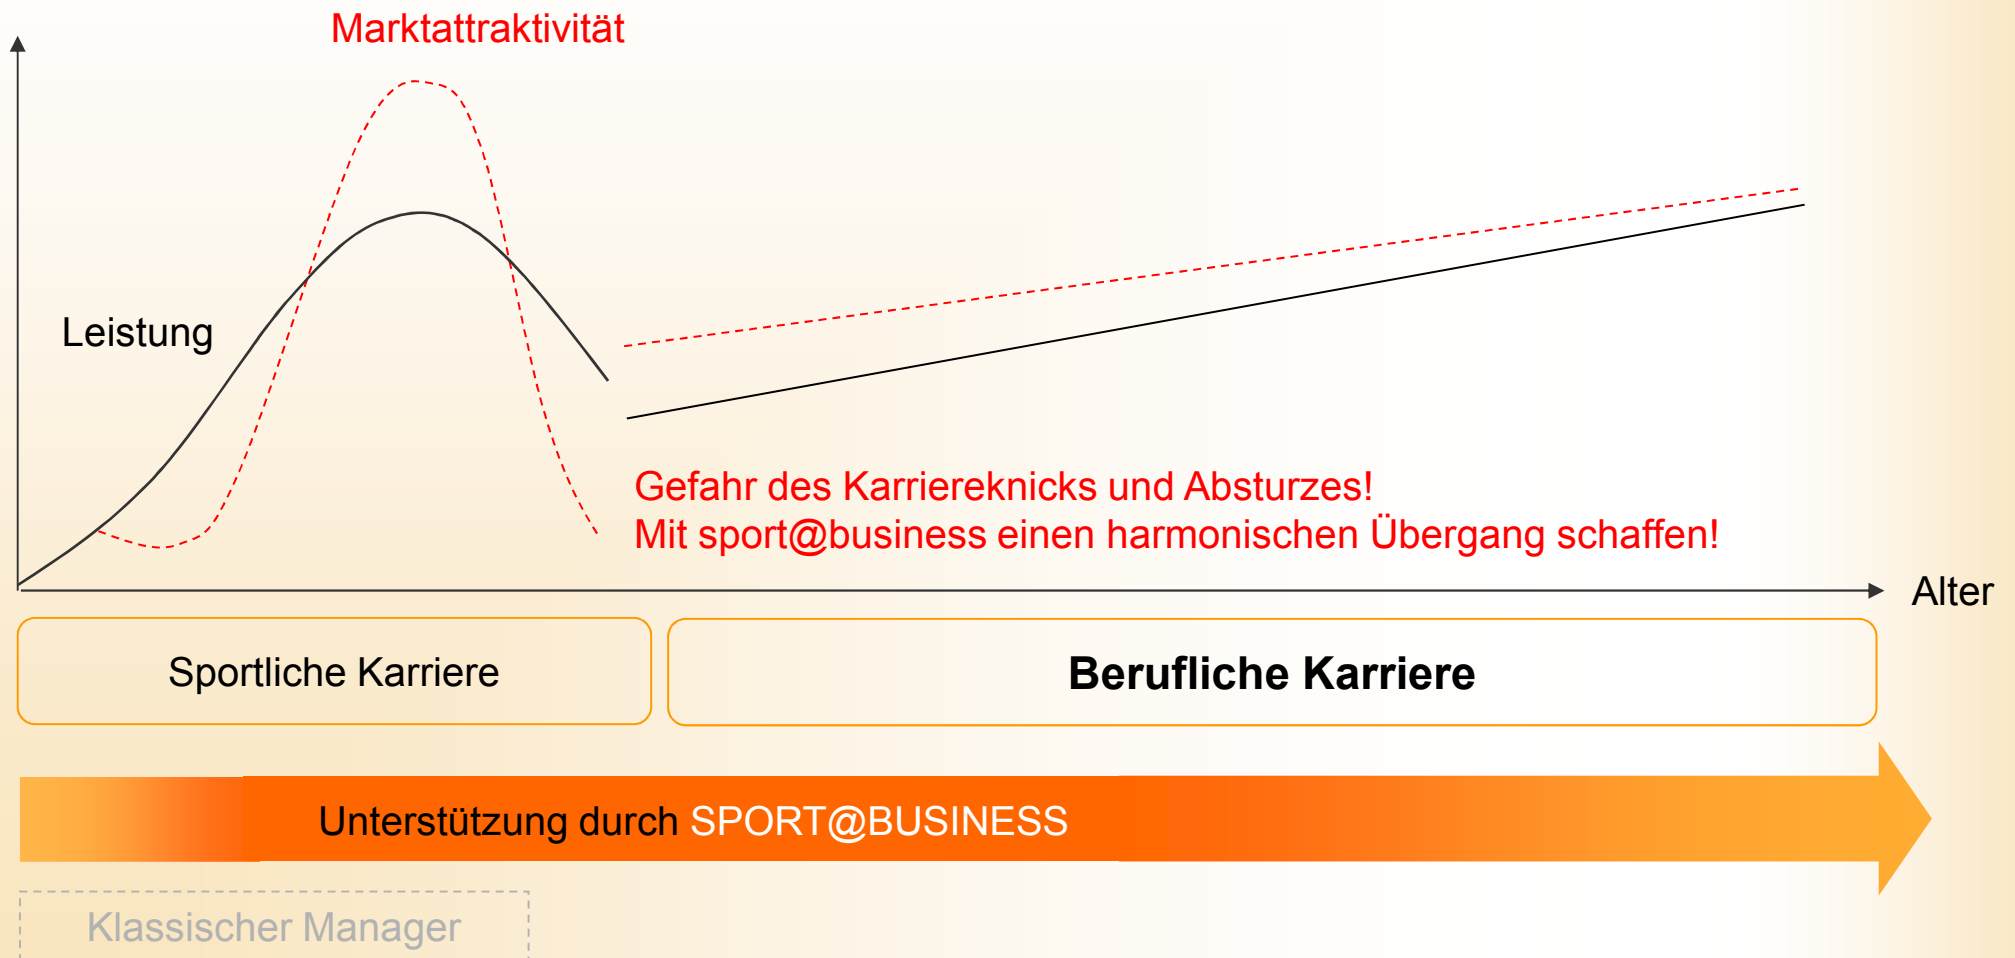 Marktattraktivität
Leistung
Gefahr des Karriereknicks und Absturzes!
Mit sport@business einen harmonischen Übergang schaffen!
Alter
Sportliche Karriere
Berufliche Karriere
Unterstützung durch SPORT@BUSINESS
Klassischer Manager